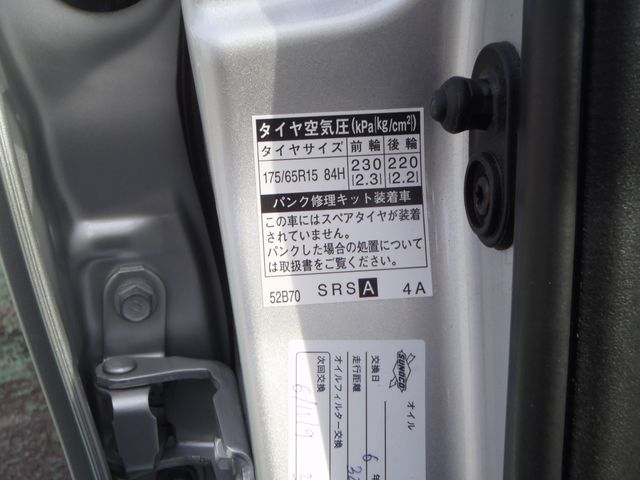 タイヤ空気圧(kPa{kg/cm²})
タイヤサイズ 前輪 後輪
175/65R15 84H 230{2.3} 220{2.2}
パンク修理キット装着車
この車にはスペアタイヤが装着
されていません。
パンクした場合の処置について
は取扱書をご覧ください。
52B70 SRS A 4A
SUNOCO
オイル
交換日 6年
走行距離 32
オイルフィルター交換
次回交換